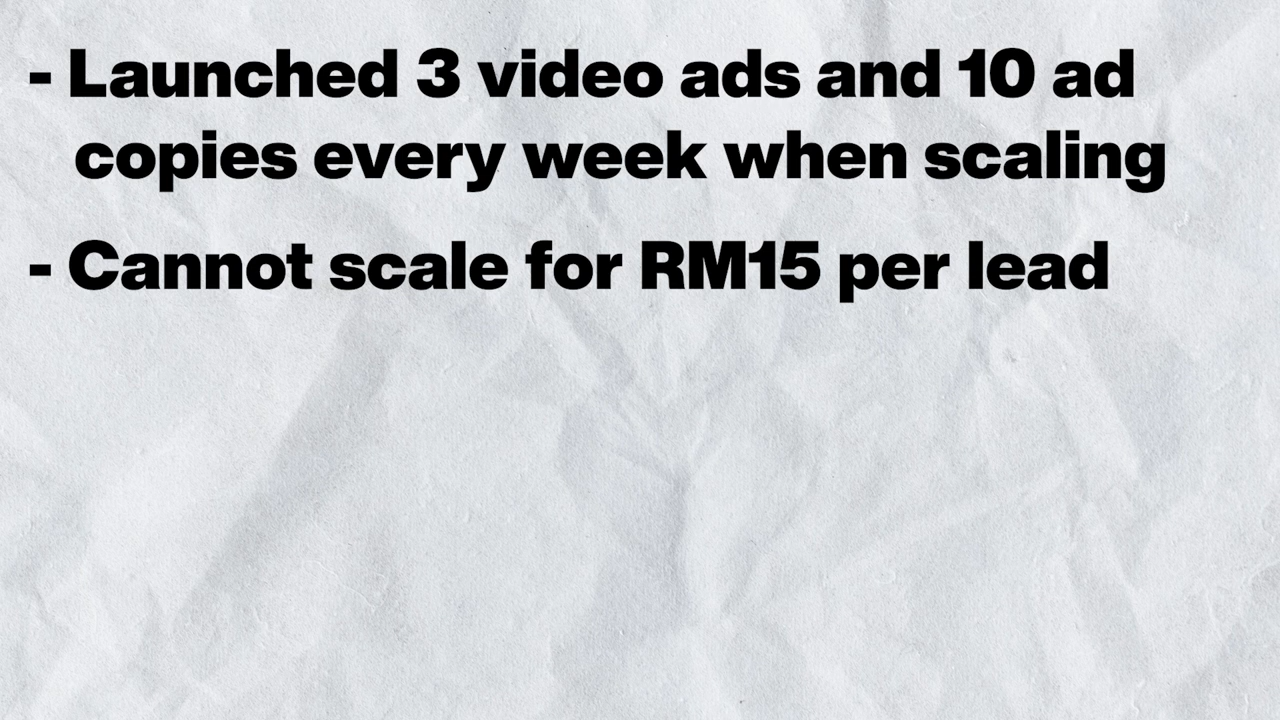 - Launched 3 video ads and 10 ad
copies every week when scaling
- Cannot scale for RM15 per lead